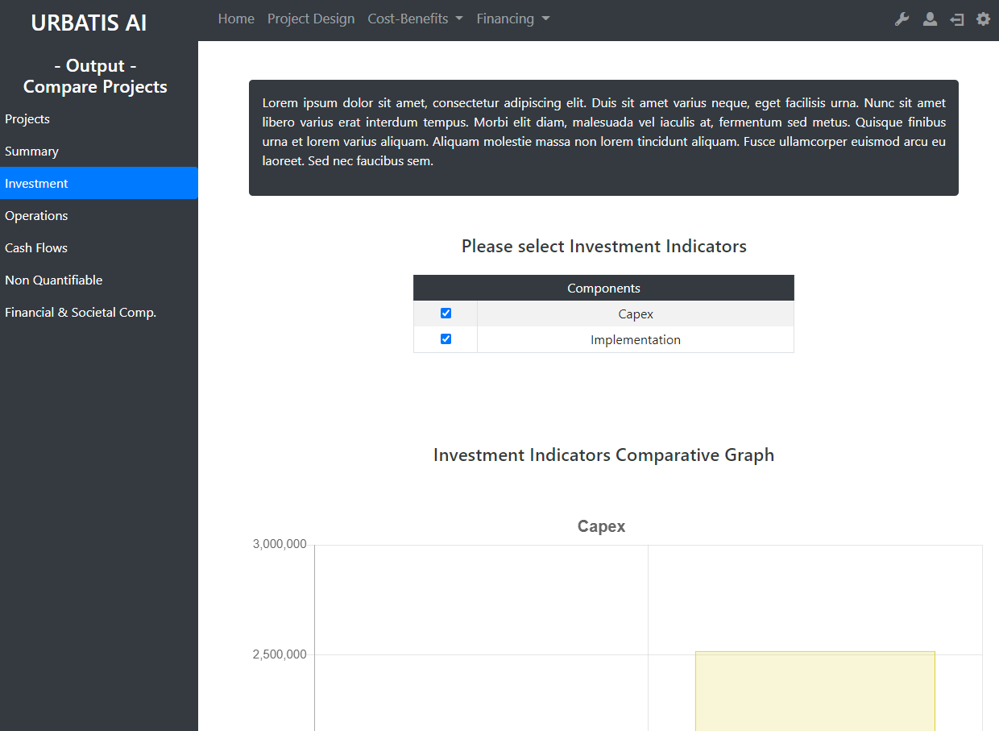 URBATIS AI
Home Project Design Cost-Benefits Financing
- Output -
Compare Projects
Projects
Summary
Investment
Operations
Cash Flows
Non Quantifiable
Financial & Societal Comp.
Lorem ipsum dolor sit amet, consectetur adipiscing elit. Duis sit amet varius neque, eget facilisis urna. Nunc sit amet
libero varius erat interdum tempus. Morbi elit diam, malesuada vel iaculis at, fermentum sed metus. Quisque finibus
urna et lorem varius aliquam. Aliquam molestie massa non lorem tincidunt aliquam. Fusce ullamcorper euismod arcu eu
laoreet. Sed nec faucibus sem.
Please select Investment Indicators
Components
Capex
Implementation
Investment Indicators Comparative Graph
Capex
3,000,000
2,500,000